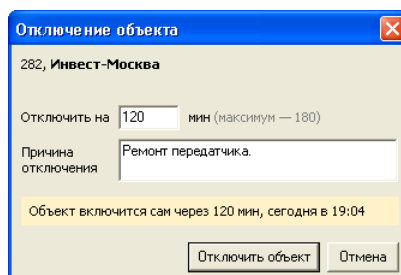 Отключение объекта
282, Инвест-Москва
Отключить на 120 мин (максимум — 180)
Причина отключения
Ремонт передатчика.
Объект включится сам через 120 мин, сегодня в 19:04
Отключить объект Отмена